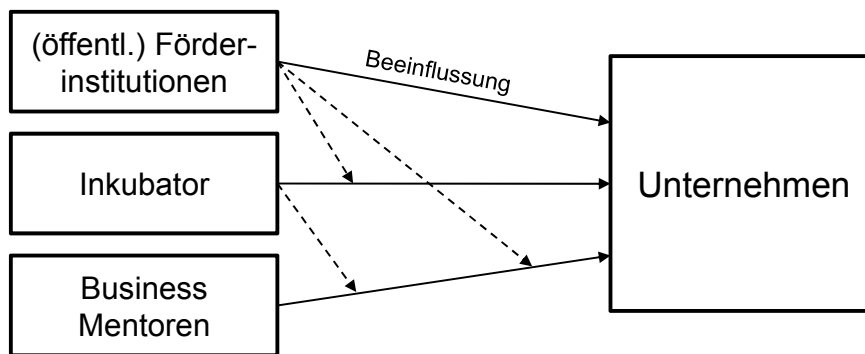 (öffentl.) Förder-
institutionen
Beeinflussung
Inkubator
Unternehmen
Business
Mentoren